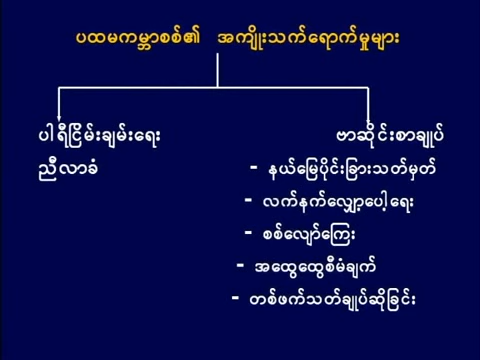 ပထမကမ္ဘာစစ်၏ အကျိုးသက်ရောက်မှုများ
ပါရီငြိမ်းချမ်းရေး
ညီလာခံ
ဗာဆိုင်းစာချုပ်
- နယ်မြေပိုင်းခြားသတ်မှတ်
- လက်နက်လျှော့ပေါ့ရေး
- စစ်လျော်ကြေး
- အထွေထွေစီမံချက်
- တစ်ဖက်သတ်ချုပ်ဆိုခြင်း